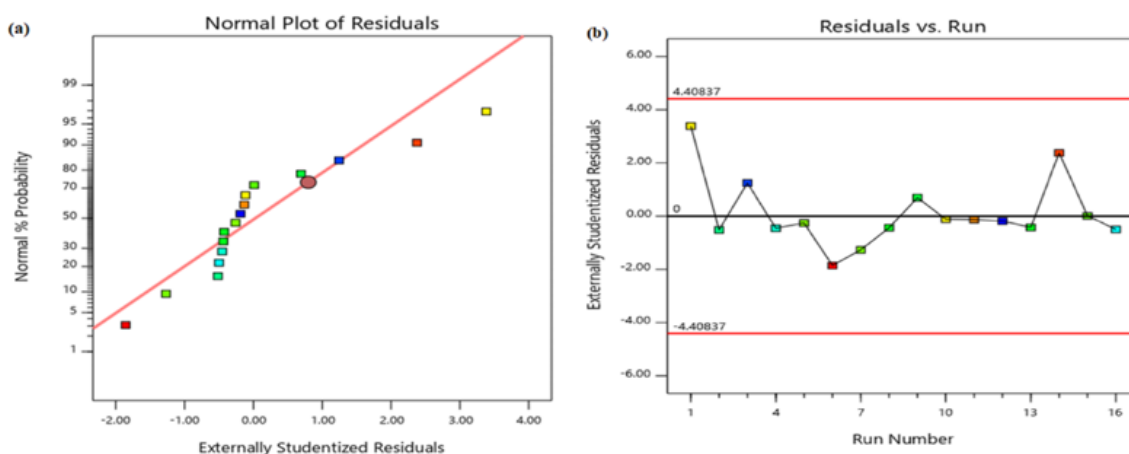 (a)
Normal Plot of Residuals
Normal % Probability
99
95
90
80
70
50
30
20
10
5
1
-2.00 -1.00 0.00 1.00 2.00 3.00 4.00
Externally Studentized Residuals
(b)
Residuals vs. Run
Externally Studentized Residuals
6.00
4.40837
4.00
2.00
0.00
0
-2.00
-4.00
-4.40837
-6.00
1 4 7 10 13 16
Run Number